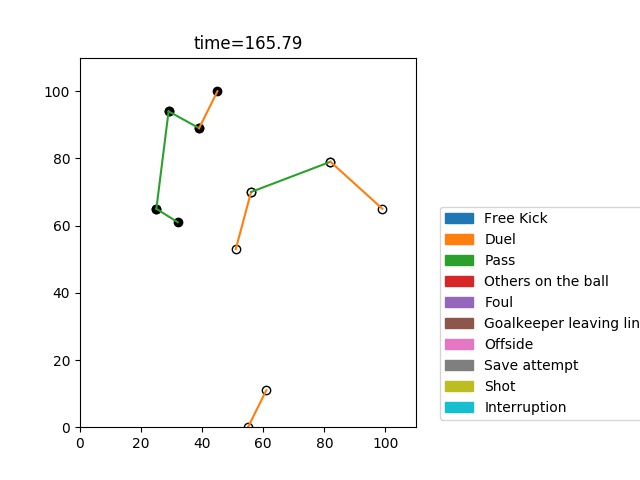 time=165.79
100
80
60
40
20
0
0 20 40 60 80 100
Free Kick
Duel
Pass
Others on the ball
Foul
Goalkeeper leaving lin
Offside
Save attempt
Shot
Interruption